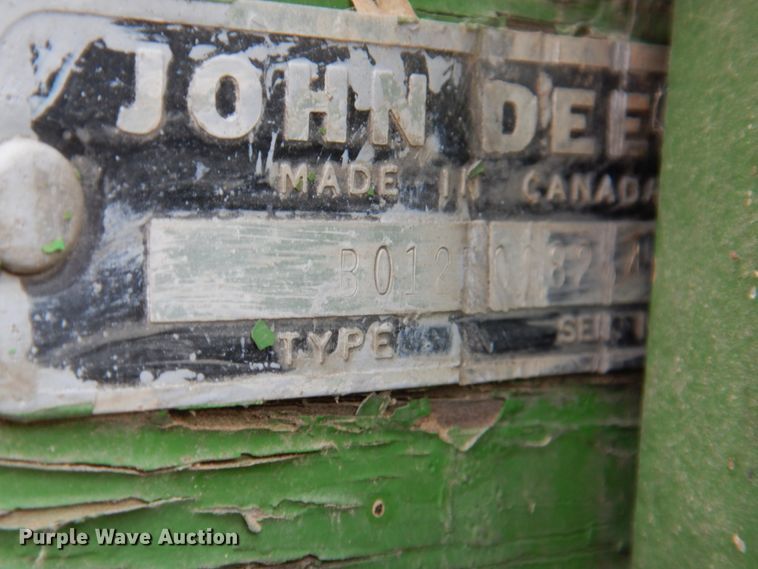 JOHN DEE
MADE IN CANADA
B012
TYPE
Purple Wave Auction®